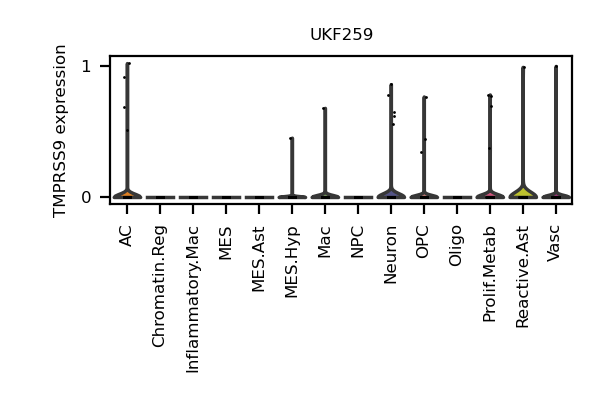 UKF259
TMPRSS9 expression
1
0
AC
Chromatin.Reg
Inflammatory.Mac
MES
MES.Ast
MES.Hyp
Mac
NPC
Neuron
OPC
Oligo
Prolif.Metab
Reactive.Ast
Vasc